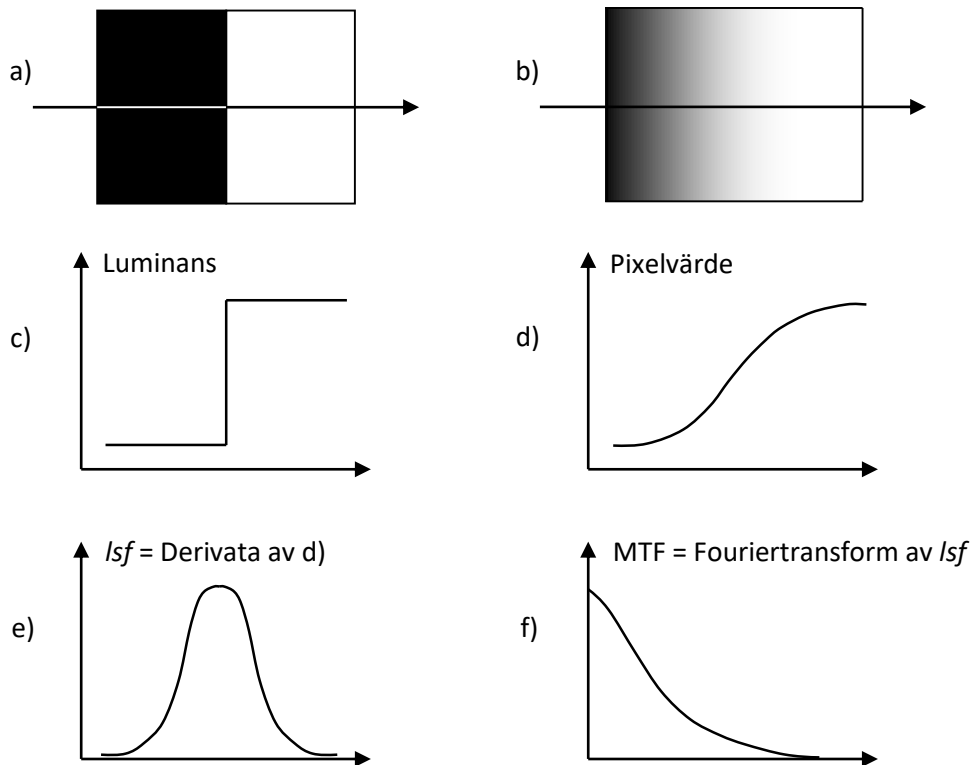 a)
b)
Luminans
Pixelvärde
c)
d)
lsf = Derivata av d)
MTF = Fouriertransform av lsf
e)
f)